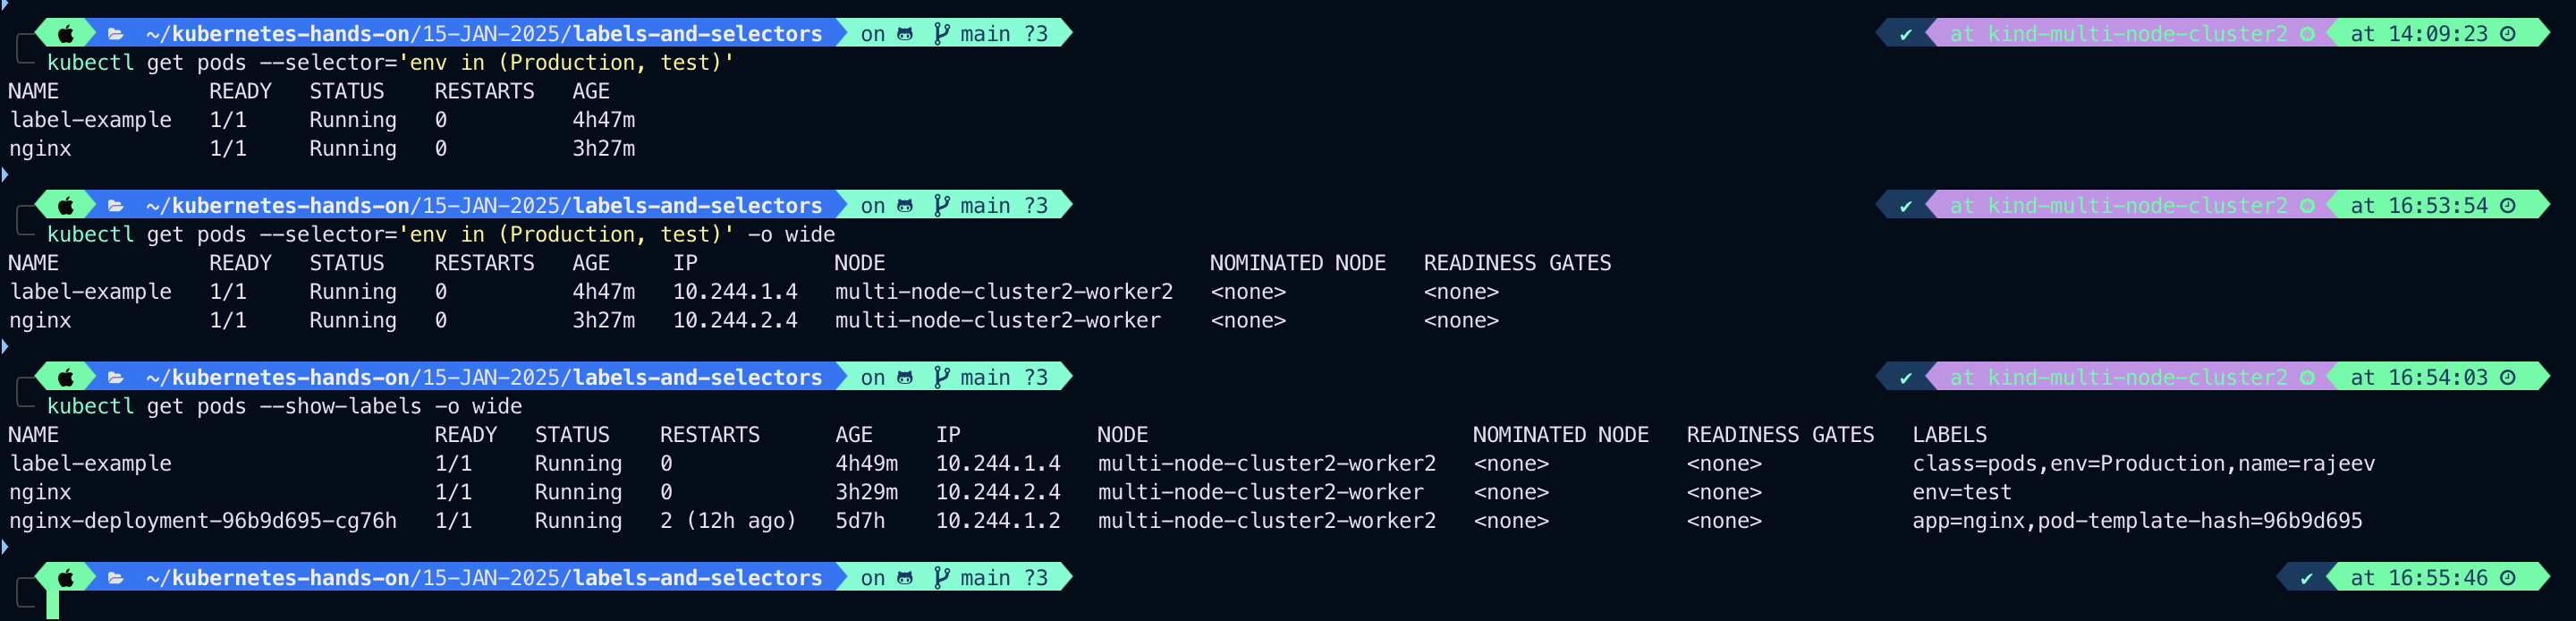 ~/kubernetes-hands-on/15-JAN-2025/labels-and-selectors on main ?3 ✔ at kind-multi-node-cluster2 at 14:09:23
kubectl get pods --selector='env in (Production, test)'
NAME READY STATUS RESTARTS AGE
label-example 1/1 Running 0 4h47m
nginx 1/1 Running 0 3h27m
~/kubernetes-hands-on/15-JAN-2025/labels-and-selectors on main ?3 ✔ at kind-multi-node-cluster2 at 16:53:54
kubectl get pods --selector='env in (Production, test)' -o wide
NAME READY STATUS RESTARTS AGE IP NODE NOMINATED NODE READINESS GATES
label-example 1/1 Running 0 4h47m 10.244.1.4 multi-node-cluster2-worker2 <none> <none>
nginx 1/1 Running 0 3h27m 10.244.2.4 multi-node-cluster2-worker <none> <none>
~/kubernetes-hands-on/15-JAN-2025/labels-and-selectors on main ?3 ✔ at kind-multi-node-cluster2 at 16:54:03
kubectl get pods --show-labels -o wide
NAME READY STATUS RESTARTS AGE IP NODE NOMINATED NODE READINESS GATES LABELS
label-example 1/1 Running 0 4h49m 10.244.1.4 multi-node-cluster2-worker2 <none> <none> class=pods,env=Production,name=rajeev
nginx 1/1 Running 0 3h29m 10.244.2.4 multi-node-cluster2-worker <none> <none> env=test
nginx-deployment-96b9d695-cg76h 1/1 Running 2 (12h ago) 5d7h 10.244.1.2 multi-node-cluster2-worker2 <none> <none> app=nginx,pod-template-hash=96b9d695
~/kubernetes-hands-on/15-JAN-2025/labels-and-selectors on main ?3 ✔ at 16:55:46